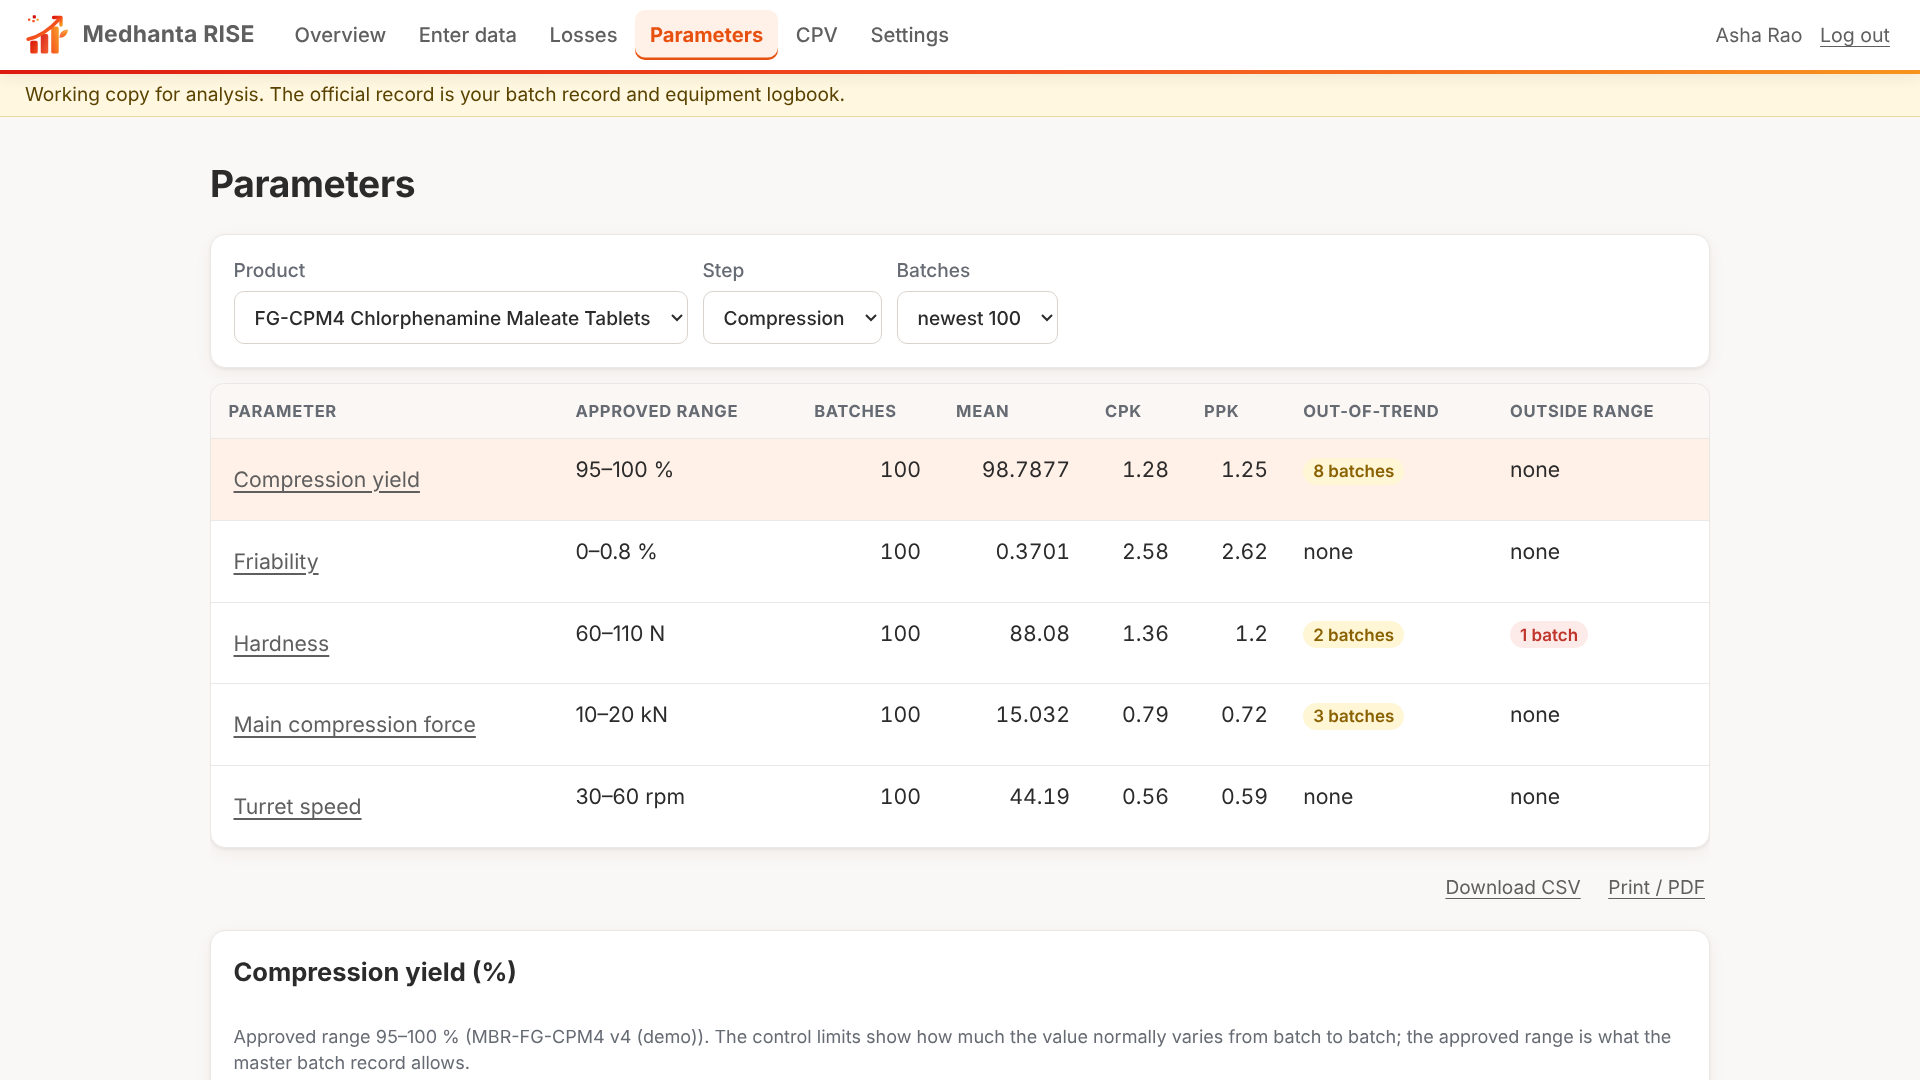 Medhanta RISE Overview Enter data Losses Parameters CPV Settings Asha Rao Log out
Working copy for analysis. The official record is your batch record and equipment logbook.
Parameters
Product Step Batches
FG-CPM4 Chlorphenamine Maleate Tablets Compression newest 100
PARAMETER APPROVED RANGE BATCHES MEAN CPK PPK OUT-OF-TREND OUTSIDE RANGE
Compression yield 95–100 % 100 98.7877 1.28 1.25 8 batches none
Friability 0–0.8 % 100 0.3701 2.58 2.62 none none
Hardness 60–110 N 100 88.08 1.36 1.2 2 batches 1 batch
Main compression force 10–20 kN 100 15.032 0.79 0.72 3 batches none
Turret speed 30–60 rpm 100 44.19 0.56 0.59 none none
Download CSV Print / PDF
Compression yield (%)
Approved range 95–100 % (MBR-FG-CPM4 v4 (demo)). The control limits show how much the value normally varies from batch to batch; the approved range is what the
master batch record allows.